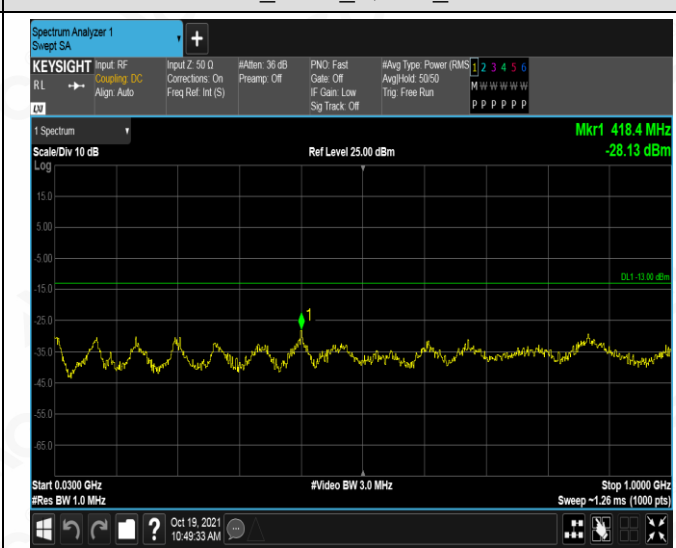 Spectrum Analyzer 1
Swept SA
+
KEYSIGHT
RL
Input: RF
Coupling: DC
Align: Auto
Input Z: 50 Ω
Corrections: On
Freq Ref: Int (S)
#Atten: 36 dB
Preamp: Off
PNO: Fast
Gate: Off
IF Gain: Low
Sig Track: Off
#Avg Type: Power (RMS
Avg|Hold: 50/50
Trig: Free Run
1 2 3 4 5 6
M W W W W W
P P P P P P
1 Spectrum
Scale/Div 10 dB
Ref Level 25.00 dBm
Mkr1 418.4 MHz
-28.13 dBm
Log
15.0
5.00
-5.00
DL1 -13.00 dBm
-15.0
1
-25.0
-35.0
-45.0
-55.0
-65.0
Start 0.0300 GHz
#Video BW 3.0 MHz
Stop 1.0000 GHz
#Res BW 1.0 MHz
Sweep ~1.26 ms (1000 pts)
?
Oct 19, 2021
10:49:33 AM